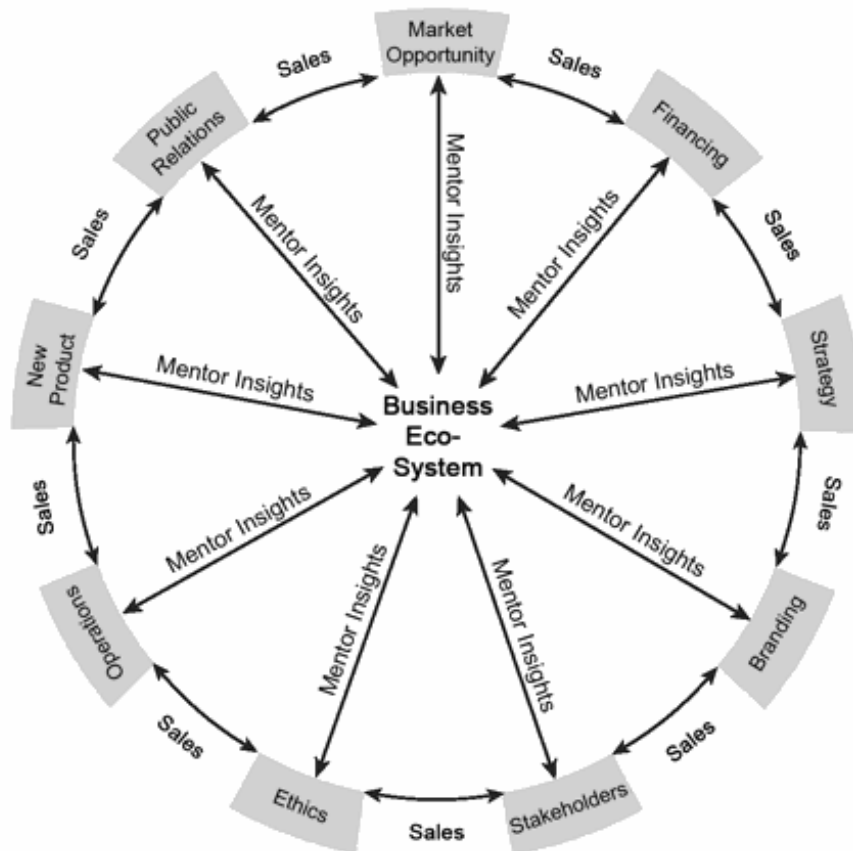 Market
Opportunity
Sales
Financing
Sales
Strategy
Sales
Branding
Sales
Stakeholders
Sales
Ethics
Sales
Operations
Sales
New
Product
Sales
Public
Relations
Sales
Mentor Insights
Mentor Insights
Mentor Insights
Mentor Insights
Mentor Insights
Mentor Insights
Mentor Insights
Mentor Insights
Mentor Insights
Business
Eco-
System